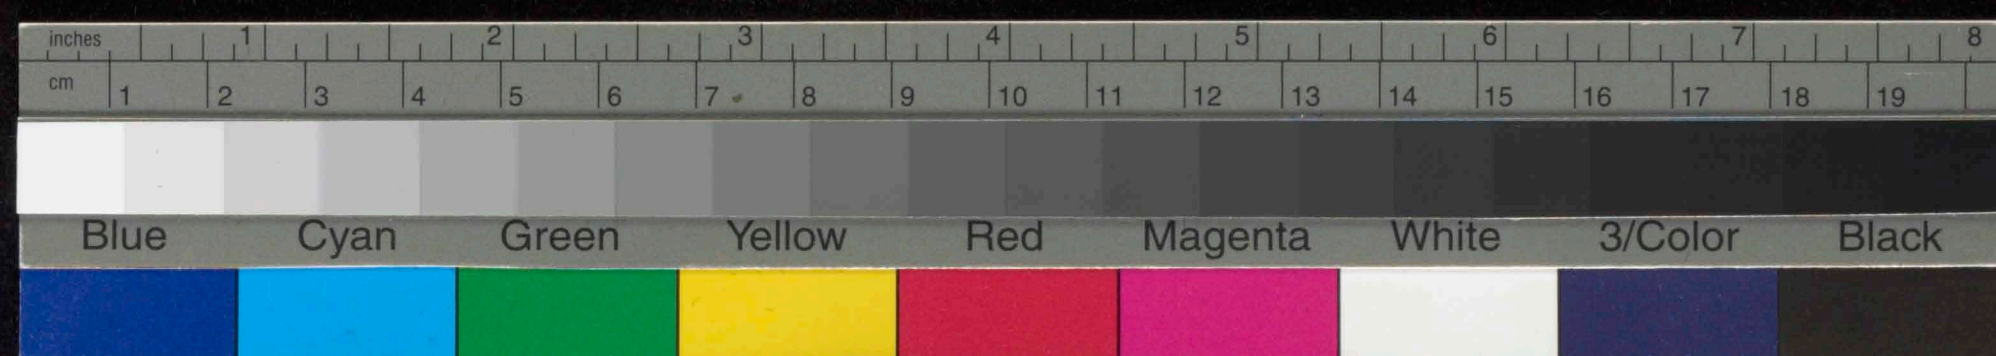 inches 1 2 3 4 5 6 7 8
cm 1 2 3 4 5 6 7 8 9 10 11 12 13 14 15 16 17 18 19
Blue Cyan Green Yellow Red Magenta White 3/Color Black